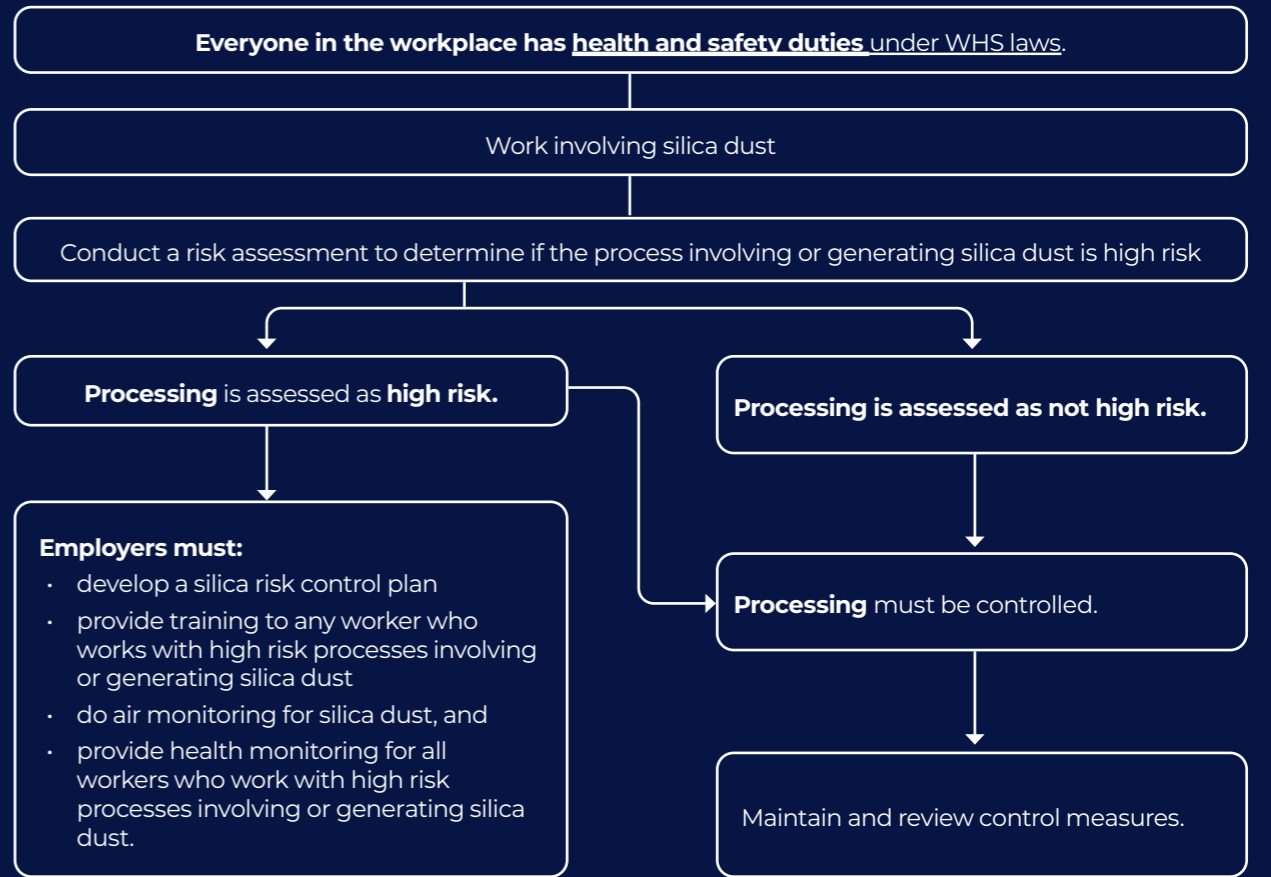 Everyone in the workplace has health and safety duties under WHS laws.
Work involving silica dust
Conduct a risk assessment to determine if the process involving or generating silica dust is high risk
Processing is assessed as high risk.
Processing is assessed as not high risk.
Employers must:
· develop a silica risk control plan
· provide training to any worker who
works with high risk processes involving
or generating silica dust
· do air monitoring for silica dust, and
· provide health monitoring for all
workers who work with high risk
processes involving or generating silica
dust.
Processing must be controlled.
Maintain and review control measures.